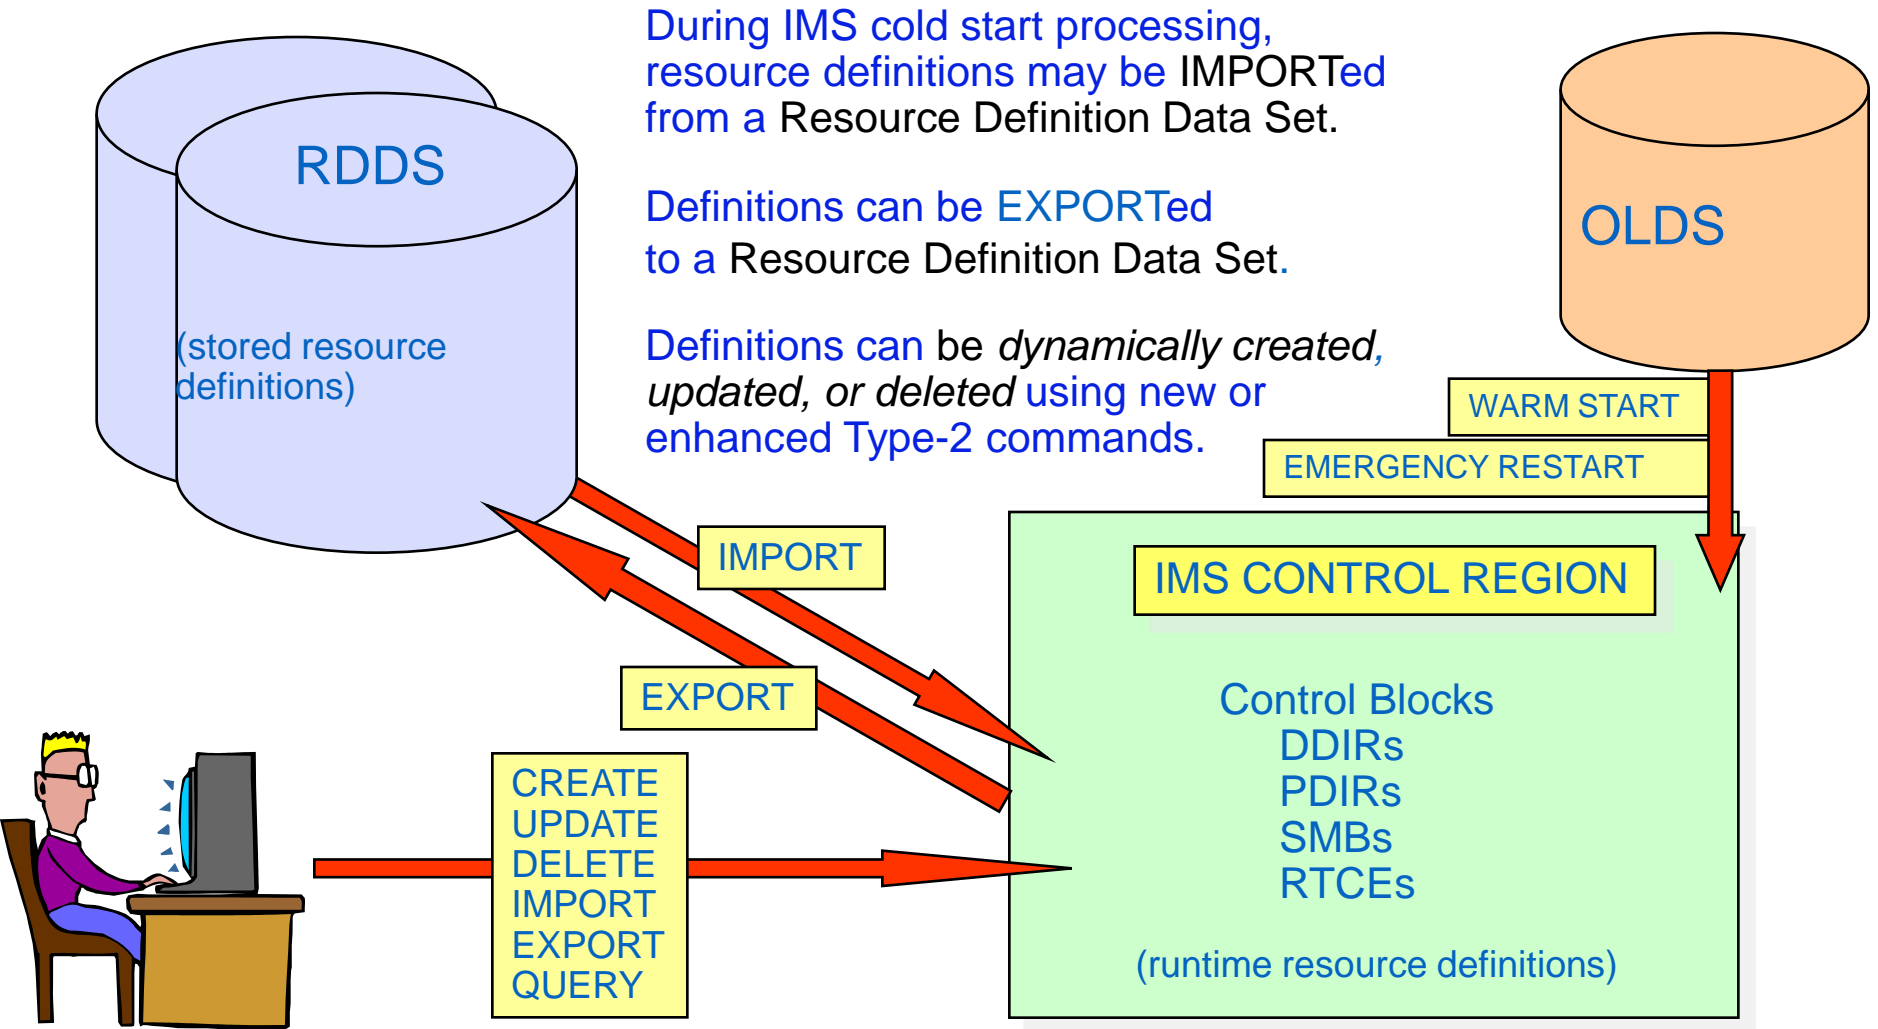 During IMS cold start processing,
resource definitions may be IMPORTed
from a Resource Definition Data Set.
Definitions can be EXPORTed
to a Resource Definition Data Set.
Definitions can be dynamically created,
updated, or deleted using new or
enhanced Type-2 commands.
RDDS
(stored resource
definitions)
OLDS
WARM START
EMERGENCY RESTART
IMPORT
EXPORT
IMS CONTROL REGION
Control Blocks
DDIRs
PDIRs
SMBs
RTCEs
(runtime resource definitions)
CREATE
UPDATE
DELETE
IMPORT
EXPORT
QUERY